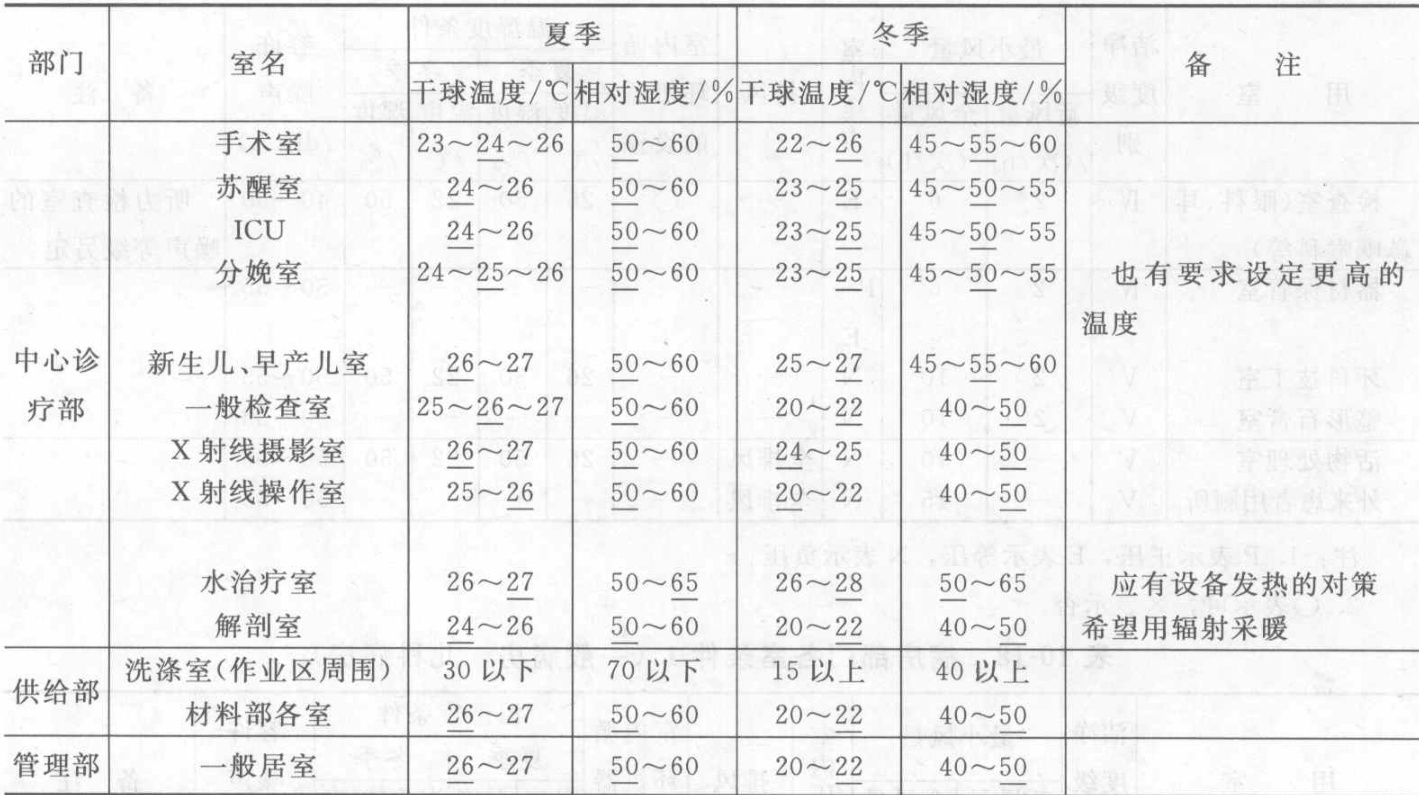 部门 室名 夏季 冬季 备 注
干球温度/℃ 相对湿度/% 干球温度/℃ 相对湿度/%
手术室 23～24～26 50～60 22～26 45～55～60
苏醒室 24～26 50～60 23～25 45～50～55
ICU 24～26 50～60 23～25 45～50～55
分娩室 24～25～26 50～60 23～25 45～50～55 也有要求设定更高的
温度
中心诊 新生儿、早产儿室 26～27 50～60 25～27 45～55～60
疗部 一般检查室 25～26～27 50～60 20～22 40～50
X 射线摄影室 26～27 50～60 24～25 40～50
X 射线操作室 25～26 50～60 20～22 40～50
水治疗室 26～27 50～65 26～28 50～65 应有设备发热的对策
解剖室 24～26 50～60 20～22 40～50 希望用辐射采暖
供给部 洗涤室(作业区周围) 30 以下 70 以下 15 以上 40 以上
材料部各室 26～27 50～60 20～22 40～50
管理部 一般居室 26～27 50～60 20～22 40～50